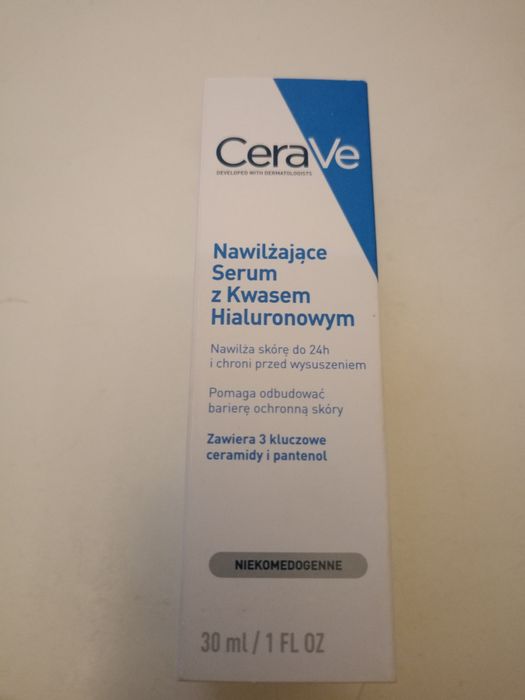 CeraVe
DEVELOPED WITH DERMATOLOGISTS
Nawilżające
Serum
z Kwasem
Hialuronowym
Nawilża skórę do 24h
i chroni przed wysuszeniem
Pomaga odbudować
barierę ochronną skóry
Zawiera 3 kluczowe
ceramidy i pantenol
NIEKOMEDOGENNE
30 ml / 1 FL OZ